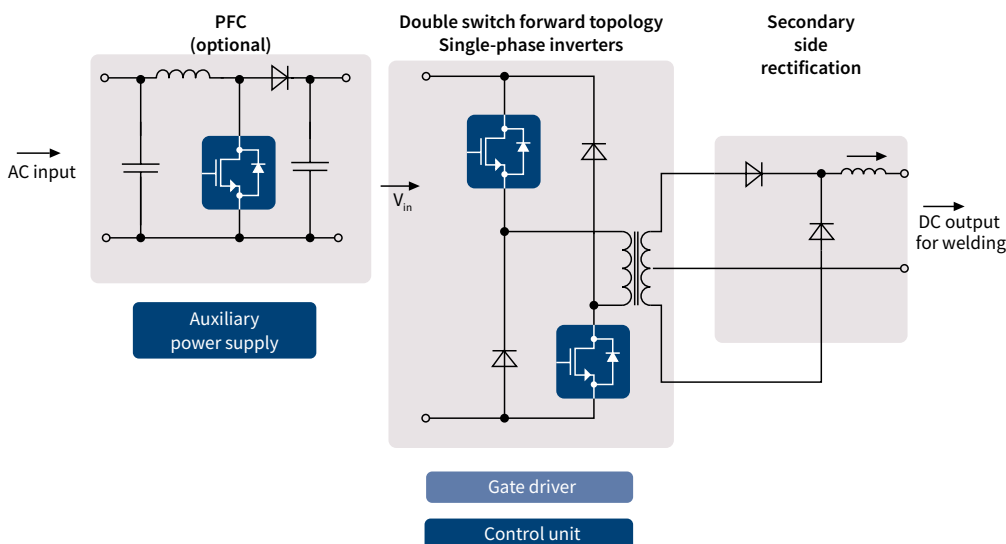 PFC
(optional)
Double switch forward topology
Single-phase inverters
Secondary
side
rectification
AC input
Vin
DC output
for welding
Auxiliary
power supply
Gate driver
Control unit